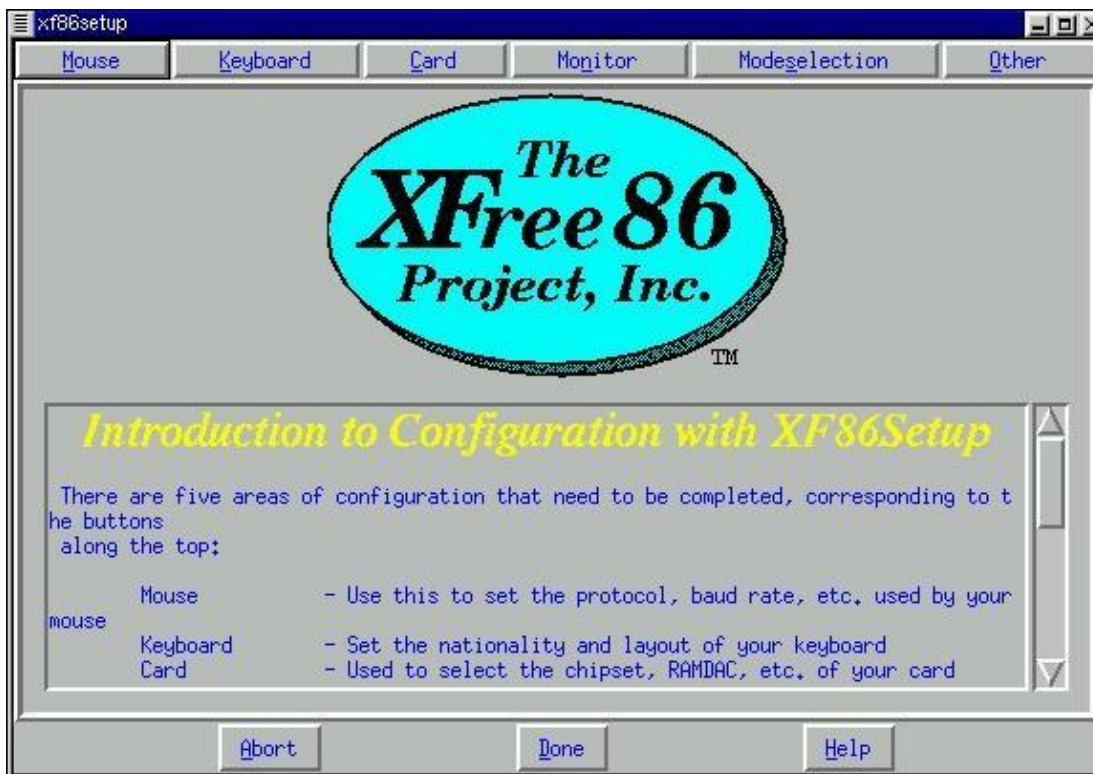 xf86setup
Mouse Keyboard Card Monitor Modeselection Other
The
XFree86
Project, Inc.
TM
Introduction to Configuration with XF86Setup
There are five areas of configuration that need to be completed, corresponding to t
he buttons
along the top:
Mouse - Use this to set the protocol, baud rate, etc. used by your
mouse
Keyboard - Set the nationality and layout of your keyboard
Card - Used to select the chipset, RAMDAC, etc. of your card
Abort Done Help